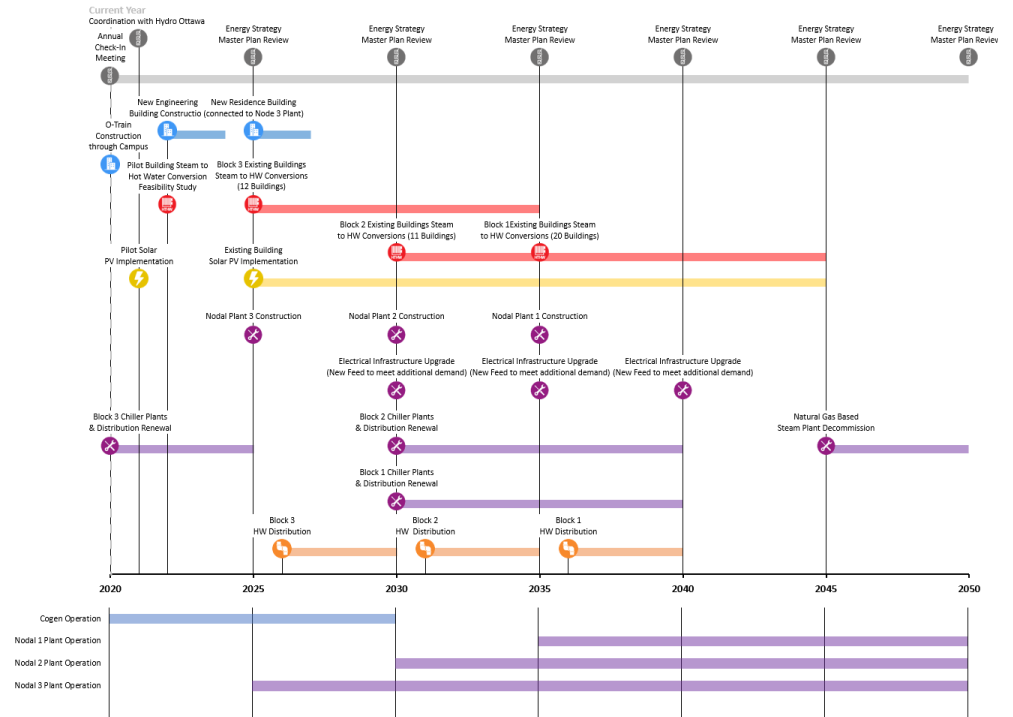 Current Year
Coordination with Hydro Ottawa
Annual
Check-In
Meeting
Energy Strategy
Master Plan Review
Energy Strategy
Master Plan Review
Energy Strategy
Master Plan Review
Energy Strategy
Master Plan Review
Energy Strategy
Master Plan Review
Energy Strategy
Master Plan Reviev
New Engineering
Building Constructio
New Residence Building
(connected to Node 3 Plant)
O-Train
Construction
through Campus
Pilot Building Steam to
Hot Water Conversion
Feasibility Study
Block 3 Existing Buildings
Steam to HW Conversions
(12 Buildings)
Block 2 Existing Buildings Steam
to HW Conversions (11 Buildings)
Block 1Existing Buildings Steam
to HW Conversions (20 Buildings)
Pilot Solar
PV Implementation
Existing Building
Solar PV Implementation
Nodal Plant 3 Construction
Nodal Plant 2 Construction
Nodal Plant 1 Construction
Electrical Infrastructure Upgrade
(New Feed to meet additional demand)
Electrical Infrastructure Upgrade
(New Feed to meet additional demand)
Electrical Infrastructure Upgrade
(New Feed to meet additional demand)
Block 3 Chiller Plants
& Distribution Renewal
Block 2 Chiller Plants
& Distribution Renewal
Natural Gas Based
Steam Plant Decommission
Block 1 Chiller Plants
& Distribution Renewal
Block 3
HW Distribution
Block 2
HW Distribution
Block 1
HW Distribution
2020 2025 2030 2035 2040 2045 2050
Cogen Operation
Nodal 1 Plant Operation
Nodal 2 Plant Operation
Nodal 3 Plant Operation